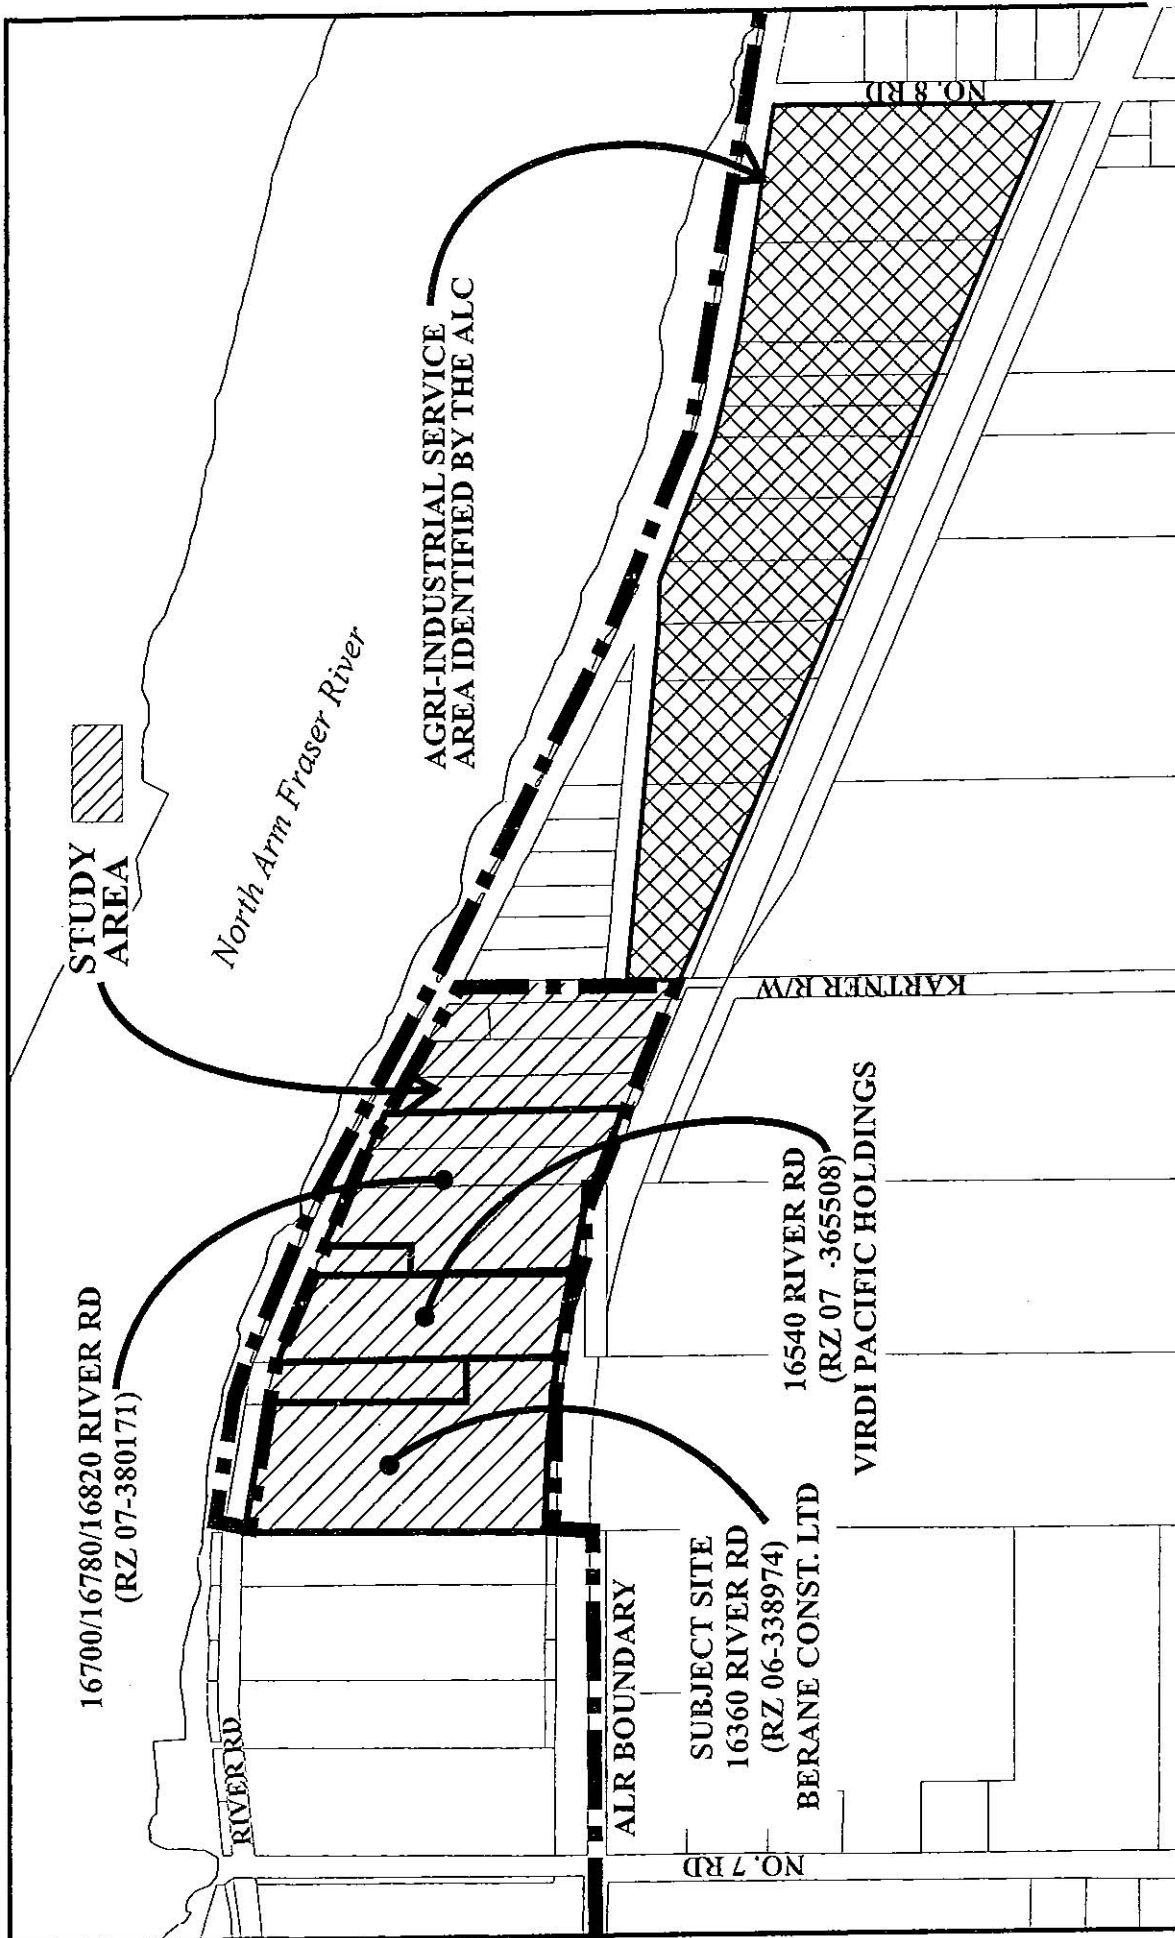 STUDY
AREA
North Arm Fraser River
16700/16780/16820 RIVER RD
(RZ 07-380171)
AGRI-INDUSTRIAL SERVICE
AREA IDENTIFIED BY THE ALC
RIVER RD
NO. 8 RD
ALR BOUNDARY
SUBJECT SITE
16360 RIVER RD
(RZ 06-338974)
BERANE CONST. LTD
16540 RIVER RD
(RZ 07 -365508)
VIRDI PACIFIC HOLDINGS
KARTNER R/W
NO. 7 RD